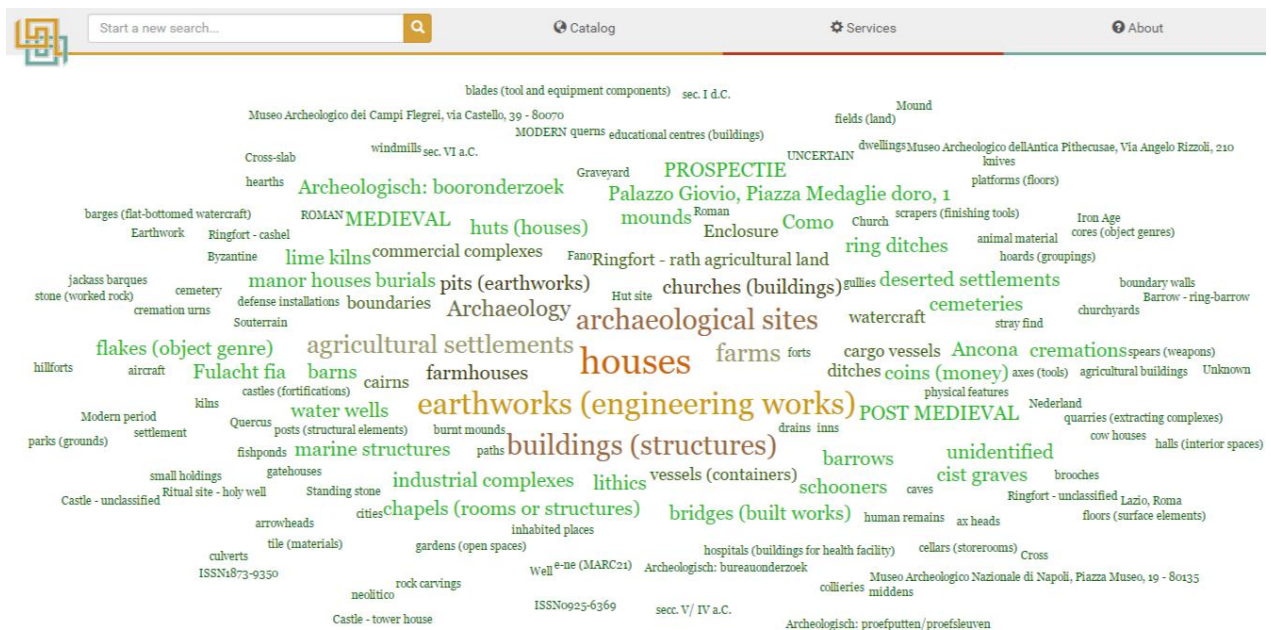 Start a new search...
Catalog
Services
About
blades (tool and equipment components)
sec. I d.C.
Mound
Museo Archeologico dei Campi Flegrei, via Castello, 39 - 80070
fields (land)
MODERN
querns
educational centres (buildings)
windmills
sec. VI a.C.
dwellings
Museo Archeologico dellAntica Pithecusae, Via Angelo Rizzoli, 210
Cross-slab
UNCERTAIN
knives
Graveyard
PROSPECTIE
hearths
Archeologisch: booronderzoek
platforms (floors)
Palazzo Giovio, Piazza Medaglie doro, 1
barges (flat-bottomed watercraft)
ROMAN
MEDIEVAL
huts (houses)
mounds
Roman
Enclosure
Como
Church
scrapers (finishing tools)
Iron Age
Earthwork
Ringfort - cashel
animal material
cores (object genres)
Byzantine
lime kilns
commercial complexes
Fano
Ringfort - rath
agricultural land
ring ditches
hoards (groupings)
jackass barques
manor houses
burials
pits (earthworks)
churches (buildings)
gullies
deserted settlements
boundary walls
stone (worked rock)
cemetery
defense installations
boundaries
Archaeology
Hut site
cemeteries
Barrow - ring-barrow
cremation urns
Souterrain
archaeological sites
watercraft
stray find
churchyards
flakes (object genre)
agricultural settlements
houses
farms
forts
cargo vessels
Ancona
cremations
spears (weapons)
hillforts
aircraft
Fulacht fia
barns
cairns
farmhouses
ditches
coins (money)
axes (tools)
agricultural buildings
Unknown
castles (fortifications)
physical features
kilns
water wells
earthworks (engineering works)
POST MEDIEVAL
Nederland
Modern period
Quercus
posts (structural elements)
burnt mounds
drains
inns
quarries (extracting complexes)
parks (grounds)
settlement
cow houses
halls (interior spaces)
fishponds
marine structures
paths
buildings (structures)
barrows
unidentified
small holdings
gatehouses
industrial complexes
lithics
vessels (containers)
schooners
caves
cist graves
brooches
Castle - unclassified
Ritual site - holy well
Standing stone
Ringfort - unclassified
Lazio, Roma
cities
chapels (rooms or structures)
bridges (built works)
human remains
ax heads
floors (surface elements)
arrowheads
inhabited places
tile (materials)
gardens (open spaces)
hospitals (buildings for health facility)
cellars (storerooms)
Cross
culverts
ISSN1873-9350
Well
e-ne (MARC21)
Archeologisch: bureauonderzoek
Museo Archeologico Nazionale di Napoli, Piazza Museo, 19 - 80135
rock carvings
collieries
middens
neolitico
ISSN0925-6369
secc. V/ IV a.C.
Castle - tower house
Archeologisch: proefputten/proefsleuven